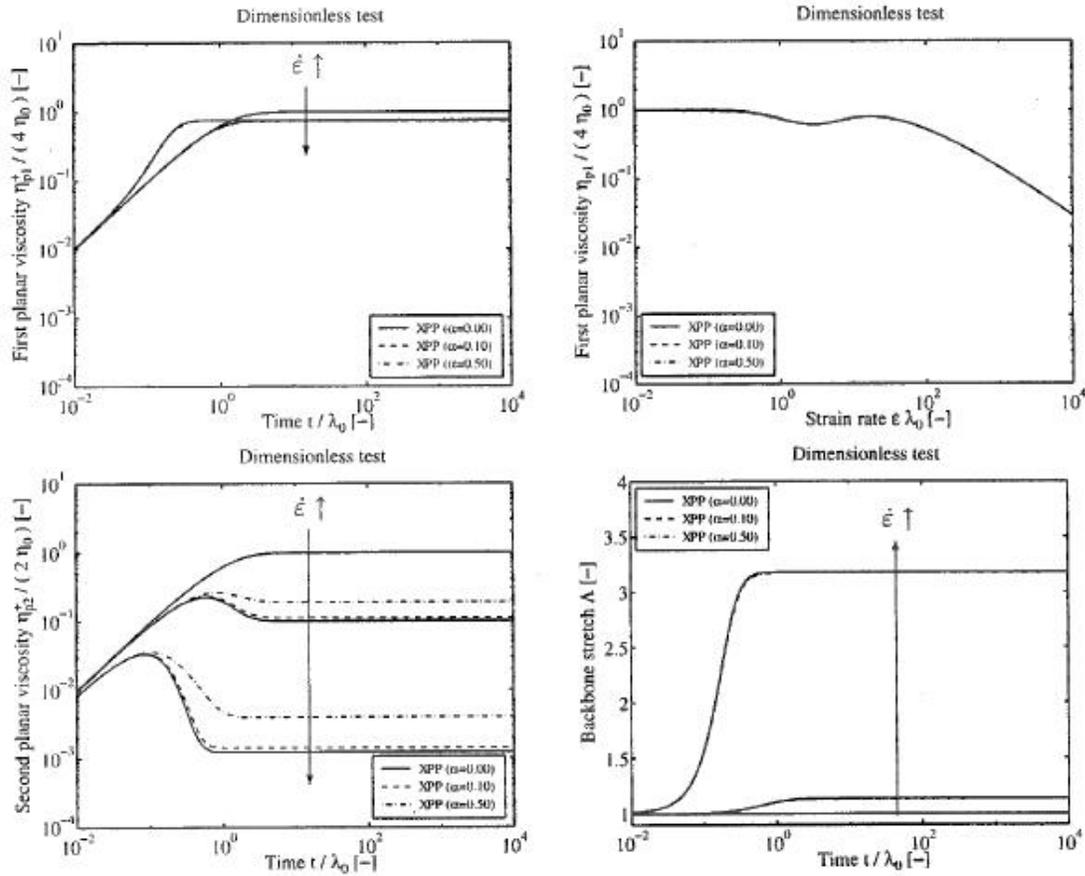 Dimensionless test
First planar viscosity η⁺p1 / ( 4 η0 ) [−]
10^1
10^0
10^−1
10^−2
10^−3
10^−4
ε̇ ↑
XPP (α=0.00)
XPP (α=0.10)
XPP (α=0.50)
10^−2
10^0
10^2
10^4
Time t / λ0 [−]
Dimensionless test
First planar viscosity ηp1 / ( 4 η0 ) [−]
10^1
10^0
10^−1
10^−2
10^−3
10^−4
XPP (α=0.00)
XPP (α=0.10)
XPP (α=0.50)
10^−2
10^0
10^2
10^4
Strain rate ε λ0 [−]
Dimensionless test
Second planar viscosity η⁺p2 / ( 2 η0 ) [−]
10^1
10^0
10^−1
10^−2
10^−3
10^−4
ε̇ ↑
XPP (α=0.00)
XPP (α=0.10)
XPP (α=0.50)
10^−2
10^0
10^2
10^4
Time t / λ0 [−]
Dimensionless test
Backbone stretch Λ [−]
4
3.5
3
2.5
2
1.5
1
XPP (α=0.00)
XPP (α=0.10)
XPP (α=0.50)
ε̇ ↑
10^−2
10^0
10^2
10^4
Time t / λ0 [−]